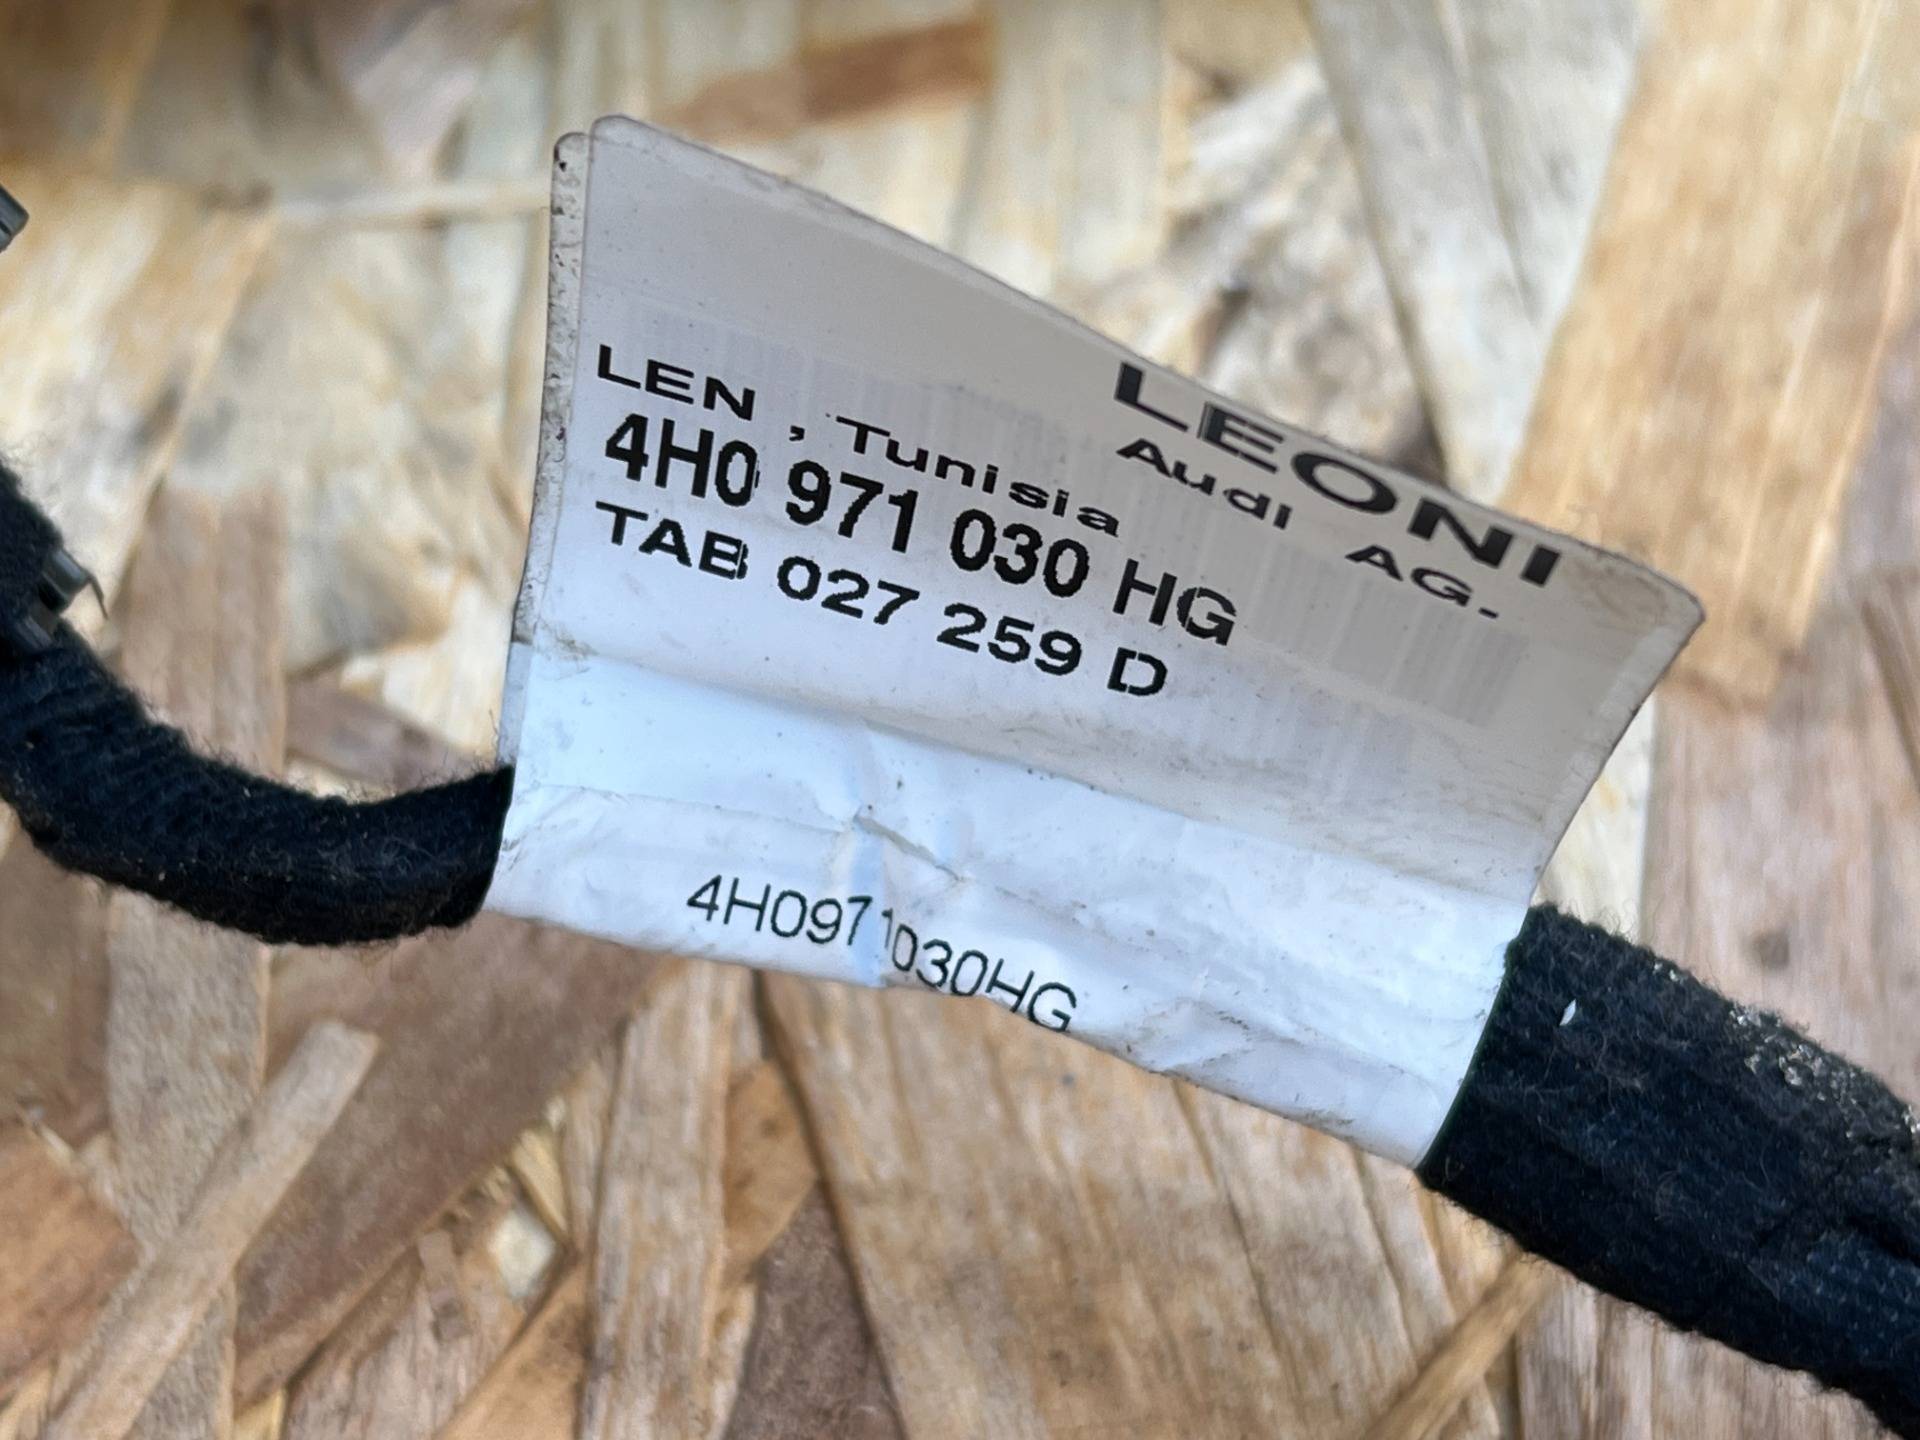 LEONI
Audi AG.
LEN , Tunisia
4H0 971 030 HG
TAB 027 259 D
4H0971030HG